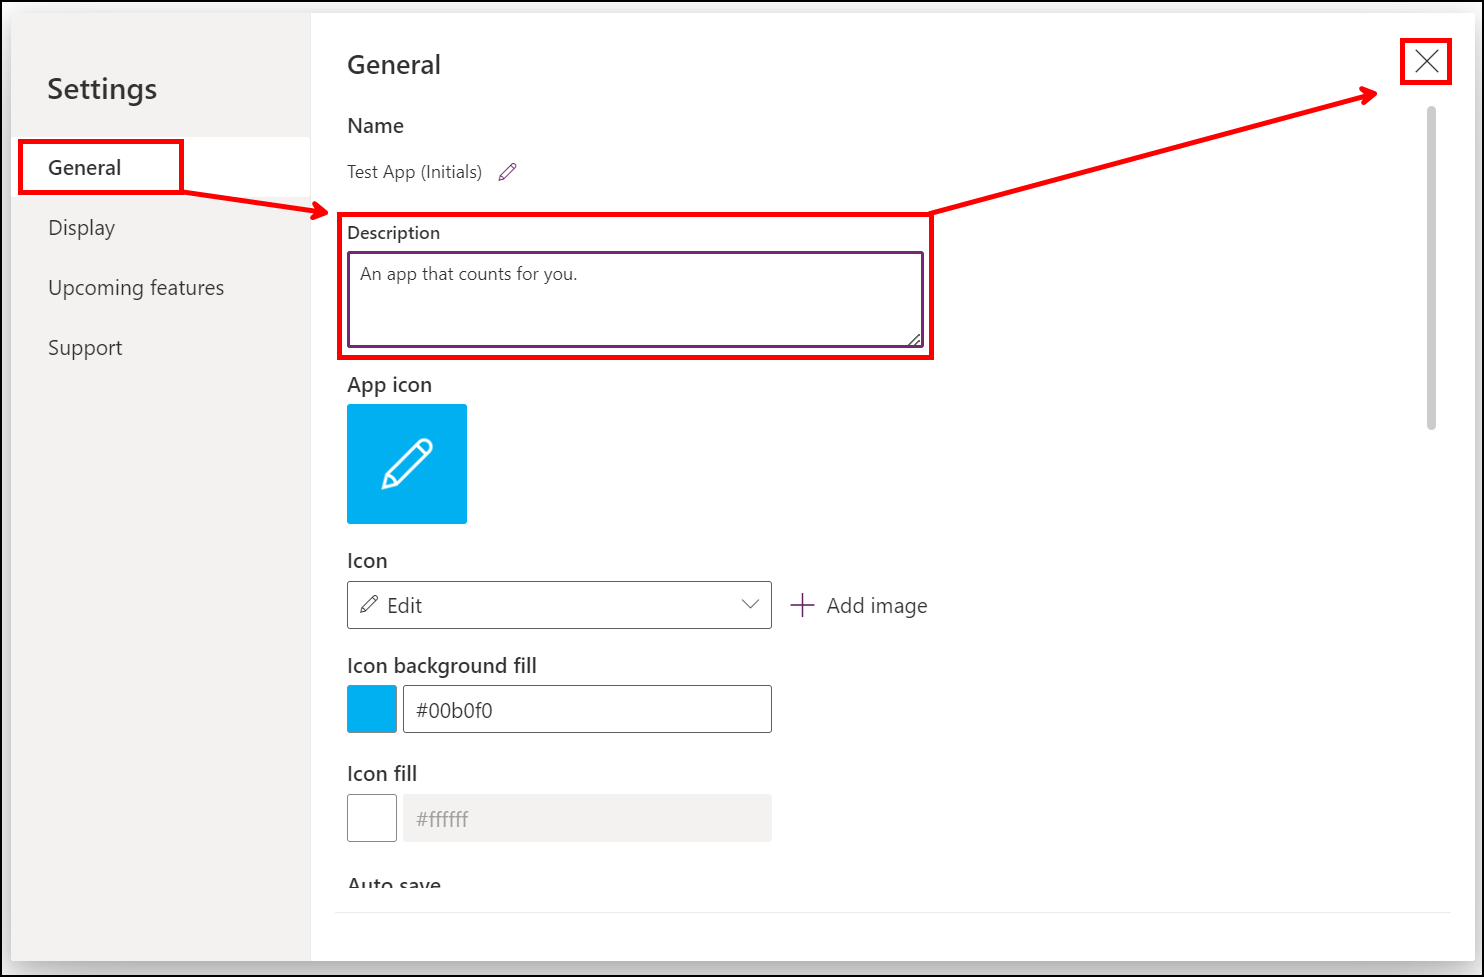 Settings
General
Display
Upcoming features
Support
General
Name
Test App (Initials)
Description
An app that counts for you.
App icon
Icon
Edit
Add image
Icon background fill
#00b0f0
Icon fill
#ffffff
Auto save